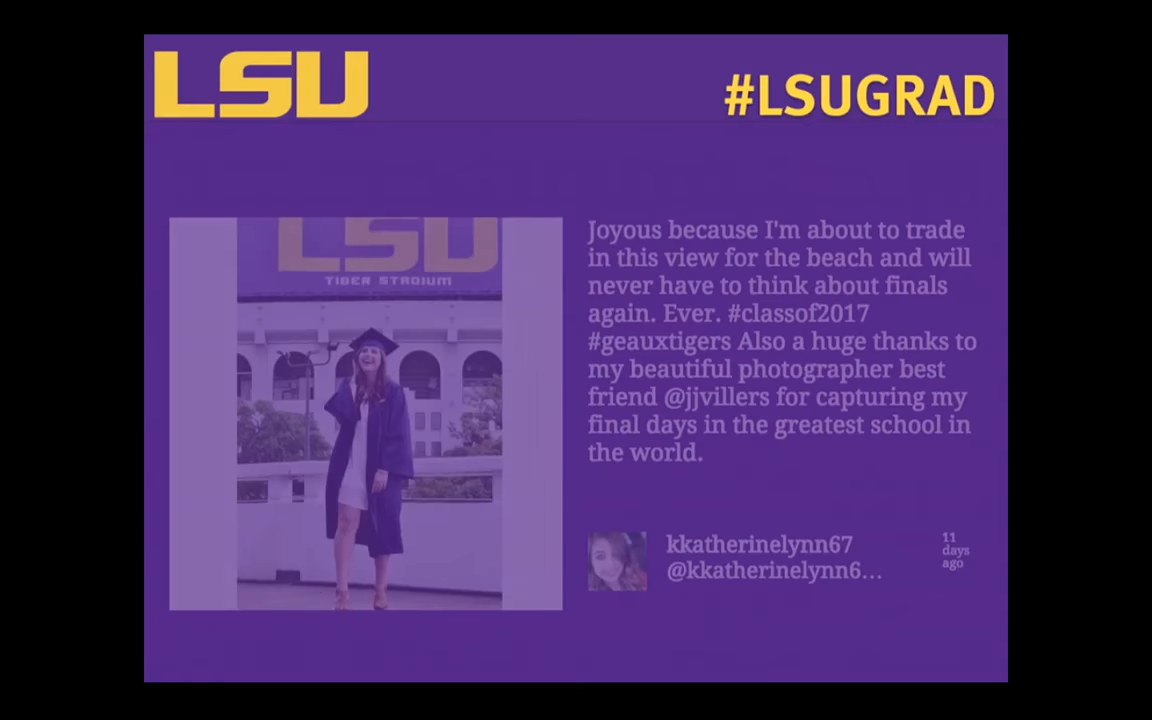 LSU
#LSUGRAD
LSU
TIGER STADIUM
Joyous because I'm about to trade
in this view for the beach and will
never have to think about finals
again. Ever. #classof2017
#geauxtigers Also a huge thanks to
my beautiful photographer best
friend @jjvillers for capturing my
final days in the greatest school in
the world.
kkatherinelynn67
@kkatherinelynn6...
11
days
ago